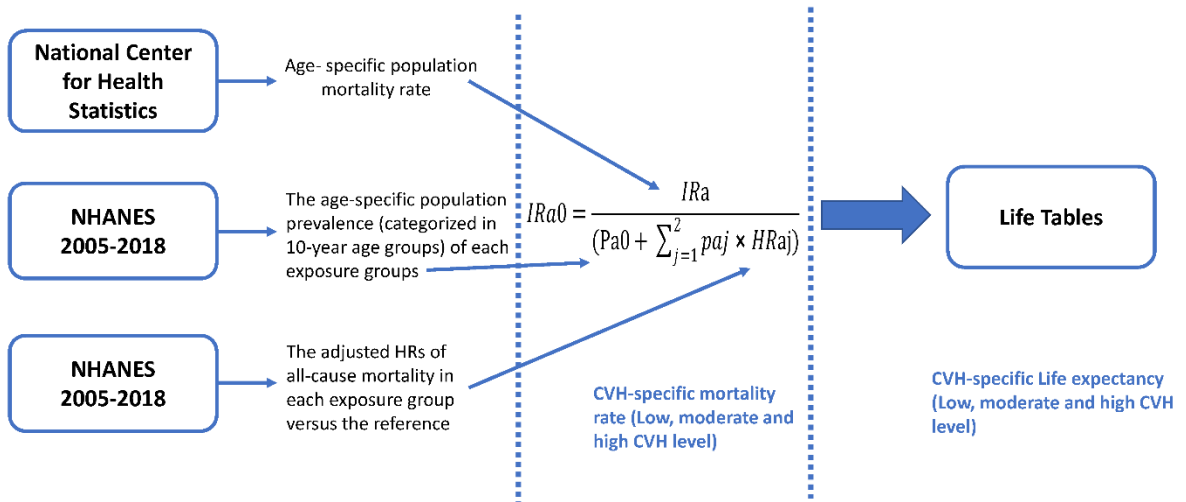 National Center
for Health
Statistics
Age- specific population
mortality rate
NHANES
2005-2018
The age-specific population
prevalence (categorized in
10-year age groups) of each
exposure groups
NHANES
2005-2018
The adjusted HRs of
all-cause mortality in
each exposure group
versus the reference
IRa0 = IRa / (Pa0 + ∑²ⱼ₌₁ paj × HRaj)
CVH-specific mortality
rate (Low, moderate and
high CVH level)
Life Tables
CVH-specific Life expectancy
(Low, moderate and high CVH
level)